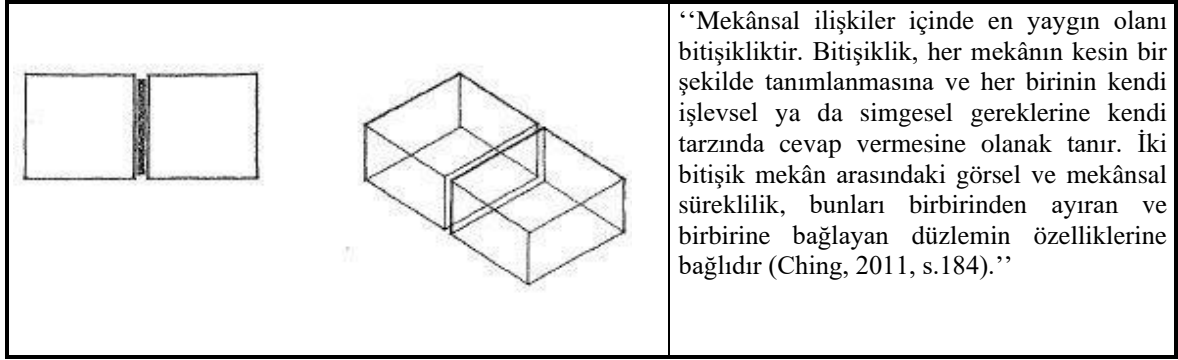 ‘‘Mekânsal ilişkiler içinde en yaygın olanı
bitişikliktir. Bitişiklik, her mekânın kesin bir
şekilde tanımlanmasına ve her birinin kendi
işlevsel ya da simgesel gereklerine kendi
tarzında cevap vermesine olanak tanır. İki
bitişik mekân arasındaki görsel ve mekânsal
süreklilik, bunları birbirinden ayıran ve
birbirine bağlayan düzlemin özelliklerine
bağlıdır (Ching, 2011, s.184).’’